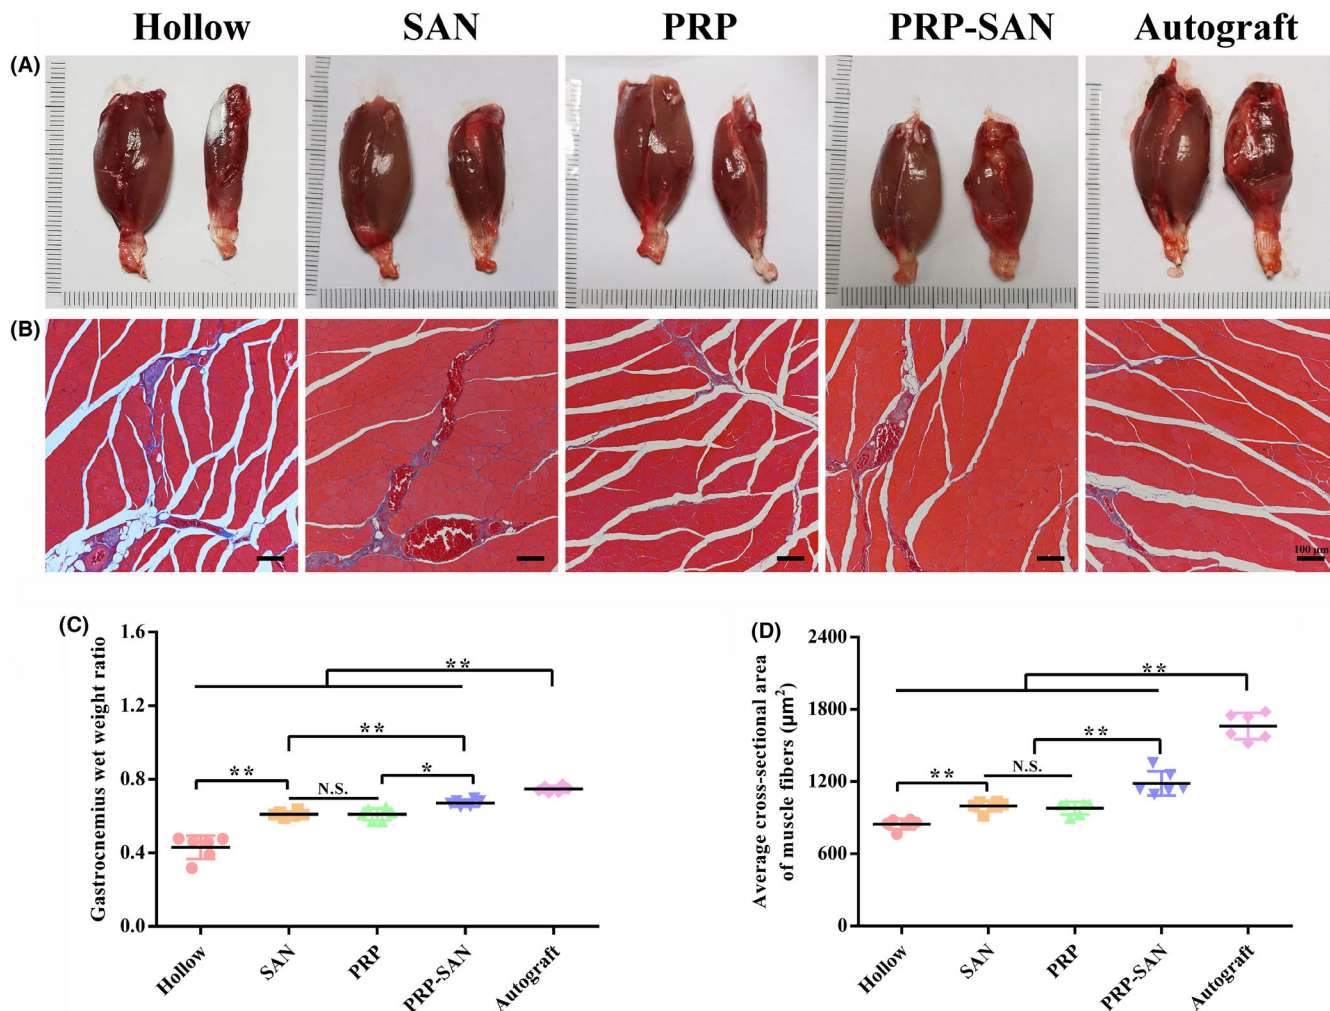 Hollow SAN PRP PRP-SAN Autograft
(A)
(B)
100 μm
(C)
Gastrocnemius wet weight ratio
1.6
1.2
0.8
0.4
0.0
**
**
**
N.S.
*
Hollow SAN PRP PRP-SAN Autograft
(D)
Average cross-sectional area
of muscle fibers (μm²)
2400
1800
1200
600
0
**
**
**
N.S.
Hollow SAN PRP PRP-SAN Autograft